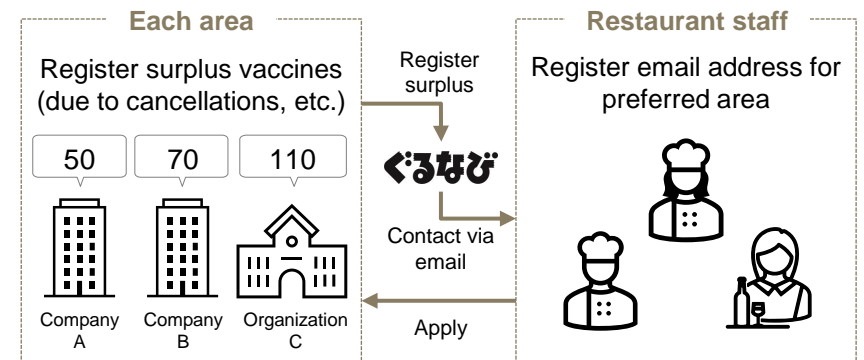 Each area
Register surplus vaccines
(due to cancellations, etc.)
50
70
110
Company
A
Company
B
Organization
C
Register
surplus
ぐるなび
Contact via
email
Apply
Restaurant staff
Register email address for
preferred area